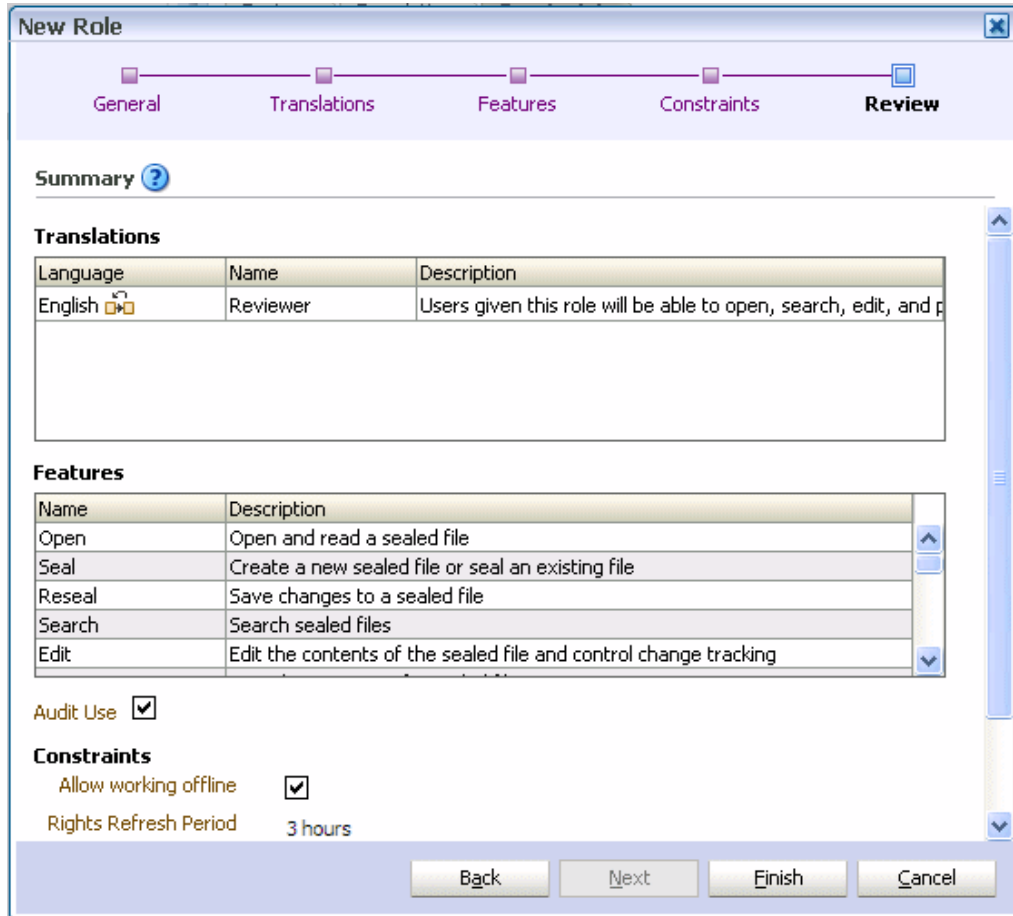 New Role
General Translations Features Constraints Review
Summary ?
Translations
Language Name Description
English Reviewer Users given this role will be able to open, search, edit, and
Features
Name Description
Open Open and read a sealed file
Seal Create a new sealed file or seal an existing file
Reseal Save changes to a sealed file
Search Search sealed files
Edit Edit the contents of the sealed file and control change tracking
Audit Use
Constraints
Allow working offline
Rights Refresh Period 3 hours
Back Next Finish Cancel